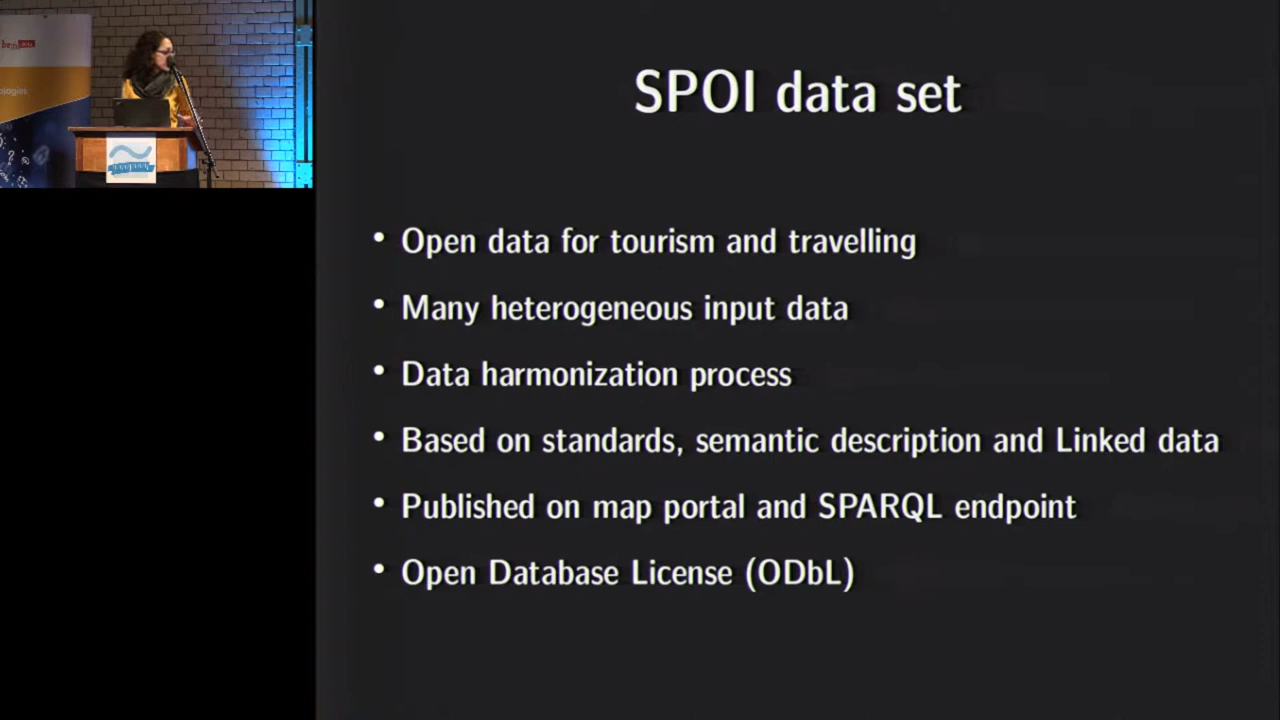 SPOI data set
• Open data for tourism and travelling
• Many heterogeneous input data
• Data harmonization process
• Based on standards, semantic description and Linked data
• Published on map portal and SPARQL endpoint
• Open Database License (ODbL)